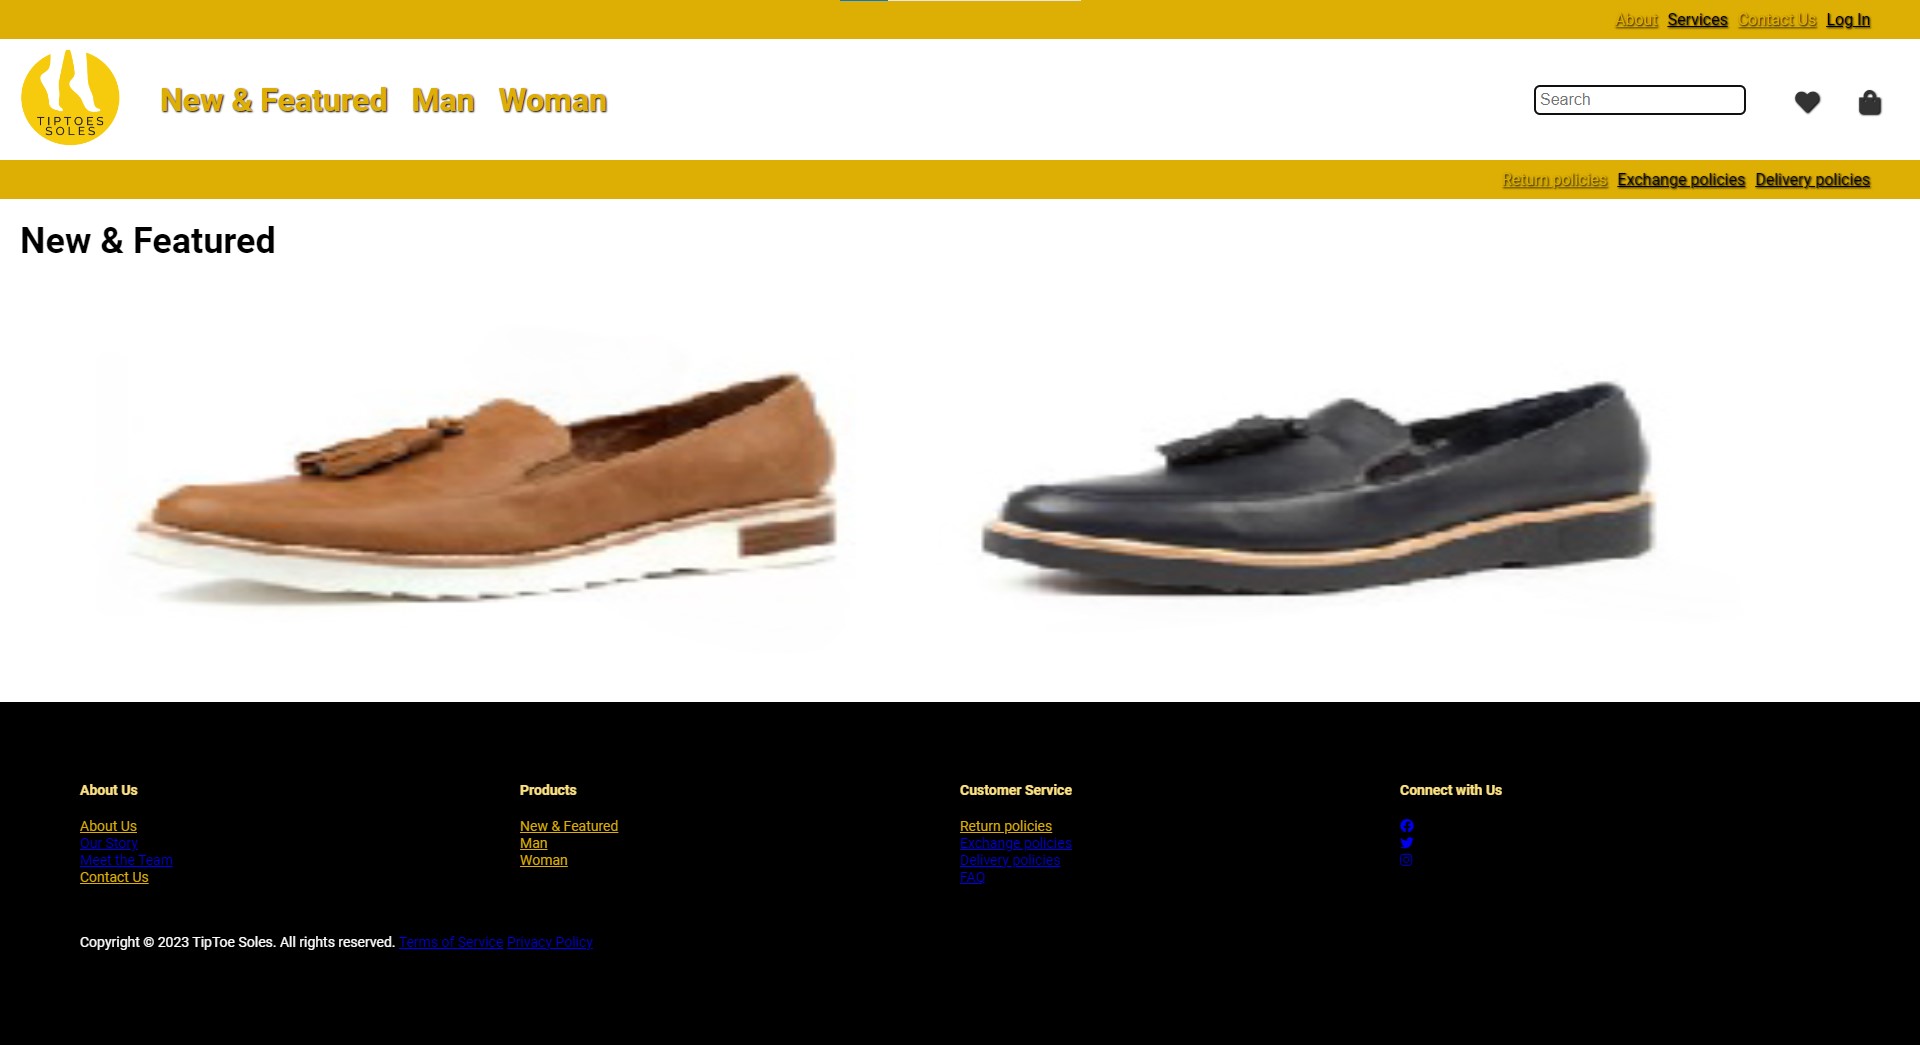 About Services Contact Us Log In
TIPTOES
SOLES
New & Featured Man Woman
Search
Return policies Exchange policies Delivery policies
New & Featured
About Us
About Us
Our Story
Meet the Team
Contact Us
Products
New & Featured
Man
Woman
Customer Service
Return policies
Exchange policies
Delivery policies
FAQ
Connect with Us
Copyright © 2023 TipToe Soles. All rights reserved. Terms of Service Privacy Policy